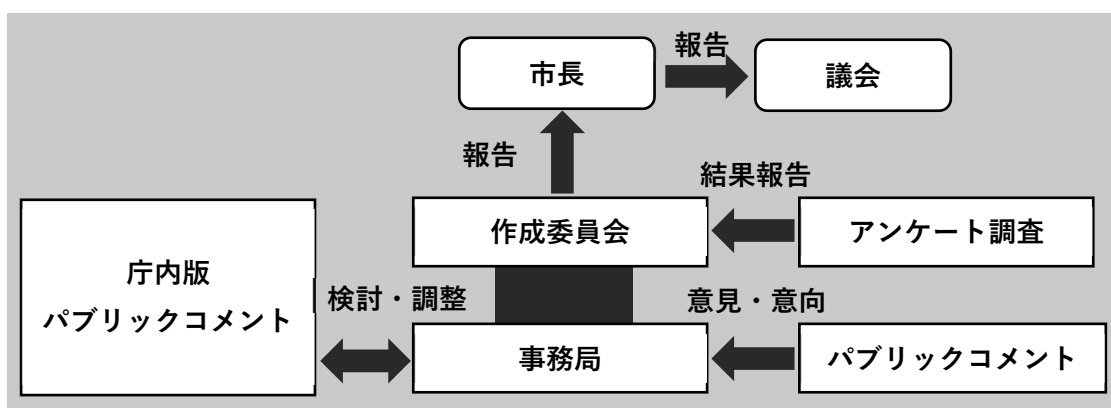 報告
市長
議会
報告
結果報告
作成委員会
アンケート調査
庁内版
パブリックコメント
検討・調整
意見・意向
事務局
パブリックコメント